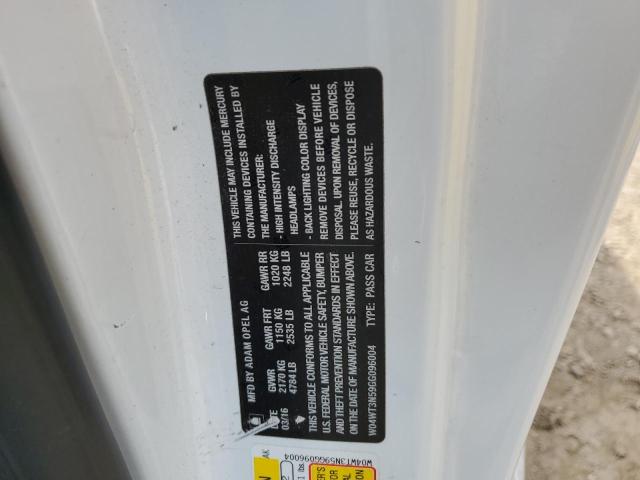 MFD BY ADAM OPEL AG
DATE GVWR GAWR FRT GAWR RR
03/16 2170 KG 1150 KG 1020 KG
4784 LB 2535 LB 2248 LB
THIS VEHICLE CONFORMS TO ALL APPLICABLE
U.S. FEDERAL MOTOR VEHICLE SAFETY, BUMPER
AND THEFT PREVENTION STANDARDS IN EFFECT
ON THE DATE OF MANUFACTURE SHOWN ABOVE.
W04WT3N59GG096004 TYPE: PASS CAR
THIS VEHICLE MAY INCLUDE MERCURY
CONTAINING DEVICES INSTALLED BY
THE MANUFACTURER:
- HIGH INTENSITY DISCHARGE
HEADLAMPS
- BACK LIGHTING COLOR DISPLAY
REMOVE DEVICES BEFORE VEHICLE
DISPOSAL. UPON REMOVAL OF DEVICES,
PLEASE REUSE, RECYCLE OR DISPOSE
AS HAZARDOUS WASTE.
W04WT3N59GG096004
AK
2
1 lbs.